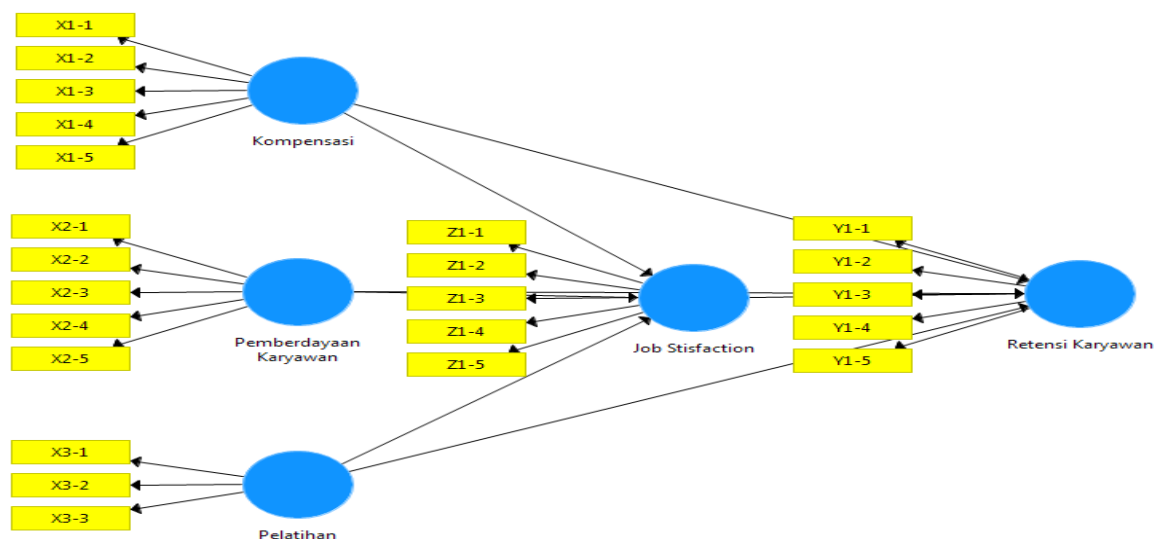 X1-1
X1-2
X1-3
X1-4
X1-5
Kompensasi
X2-1
X2-2
X2-3
X2-4
X2-5
Pemberdayaan
Karyawan
Z1-1
Z1-2
Z1-3
Z1-4
Z1-5
Job Stisfaction
Y1-1
Y1-2
Y1-3
Y1-4
Y1-5
Retensi Karyawan
X3-1
X3-2
X3-3
Pelatihan